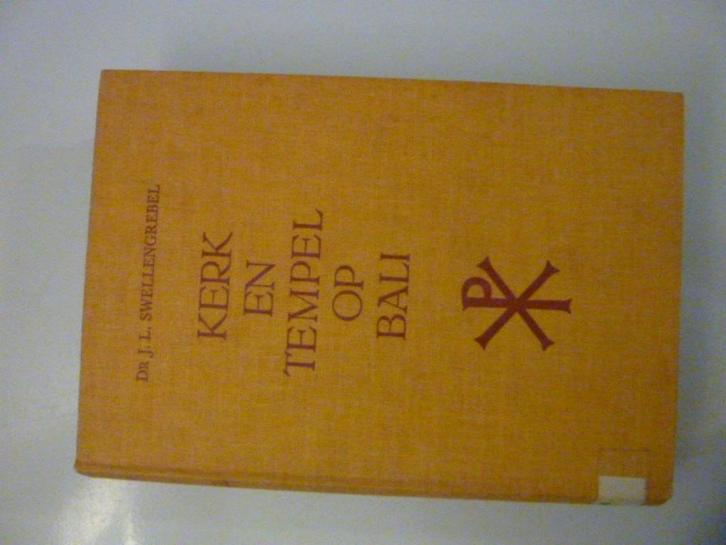 DR J. L. SWELLENGREBEL
KERK
EN
TEMPEL
OP
BALI